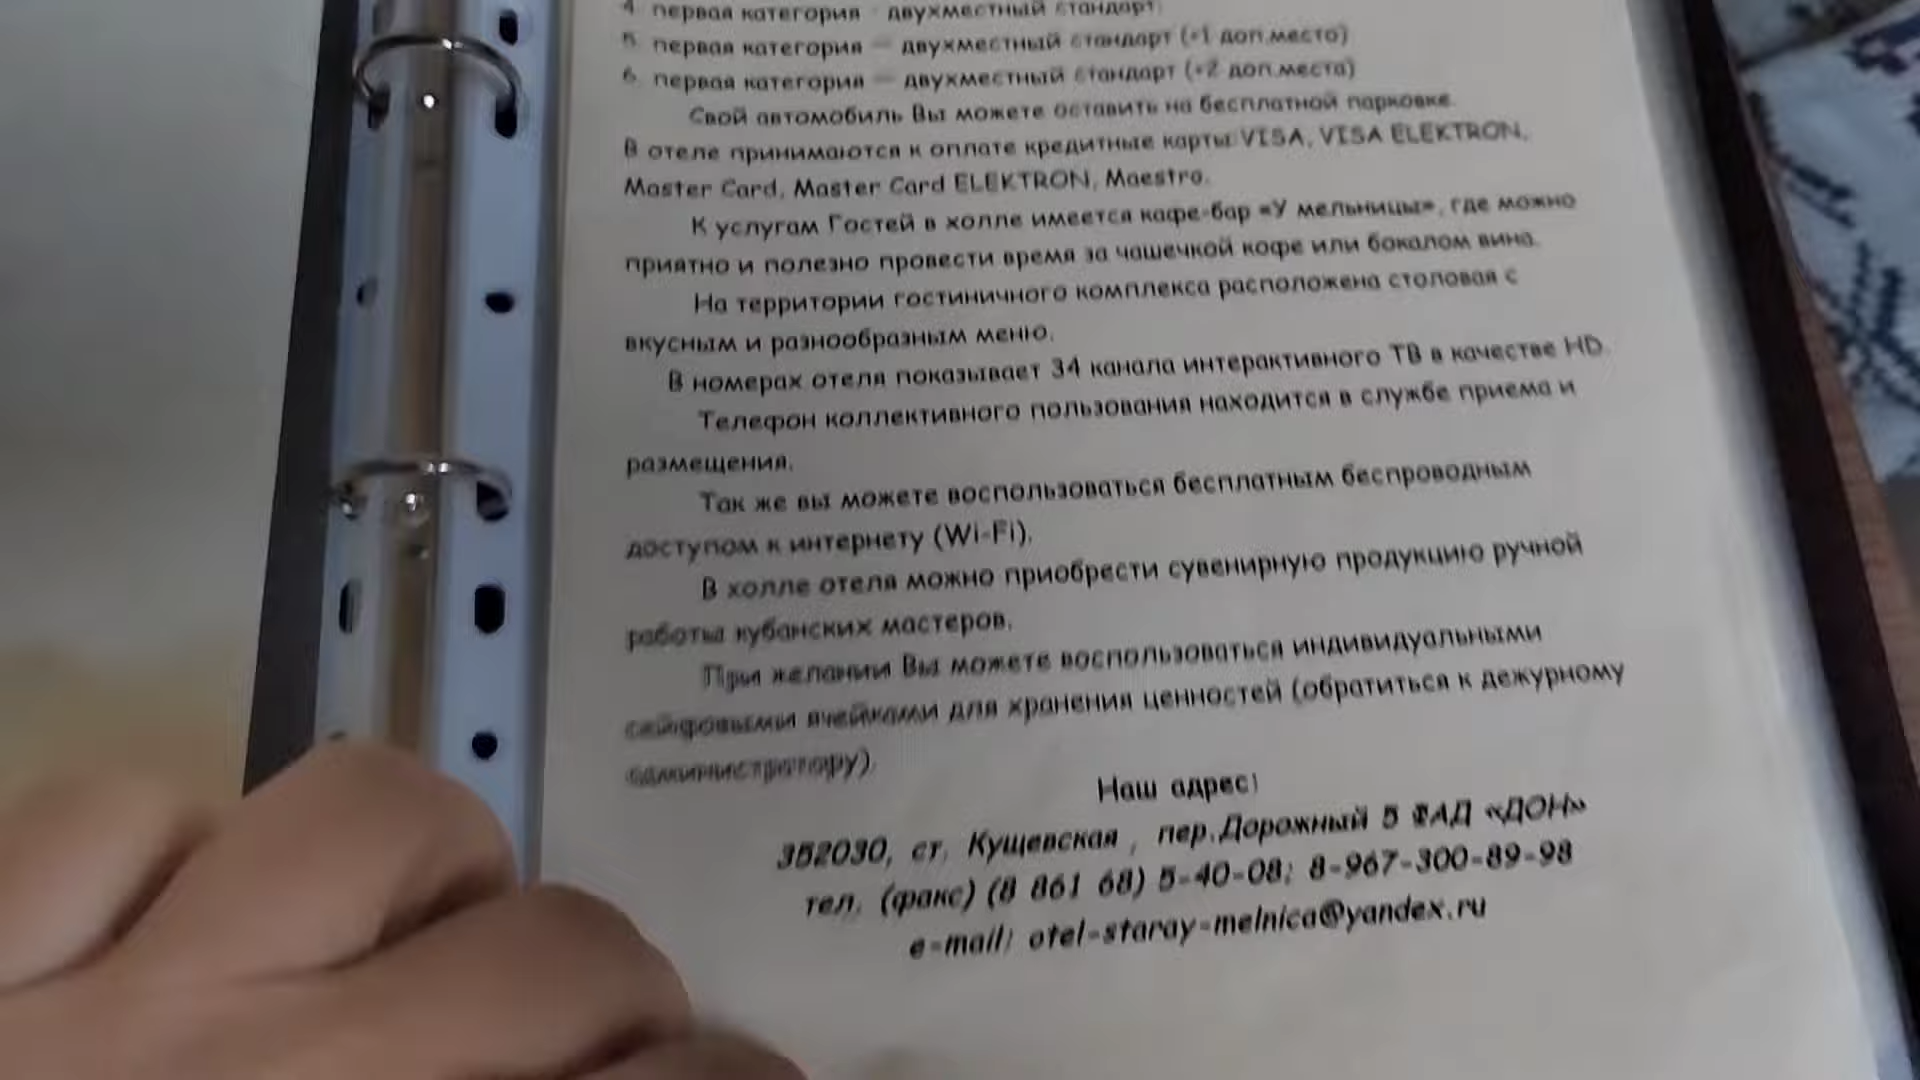 4. первая категория - двухместный стандарт.
5. первая категория — двухместный стандарт (+1 доп.место)
6. первая категория — двухместный стандарт (+2 доп.места)
Свой автомобиль Вы можете оставить на бесплатной парковке.
В отеле принимаются к оплате кредитные карты:VISA, VISA ELEKTRON,
Master Card, Master Card ELEKTRON, Maestro.
К услугам Гостей в холле имеется кафе-бар «У мельницы», где можно
приятно и полезно провести время за чашечкой кофе или бокалом вина.
На территории гостиничного комплекса расположена столовая с
вкусным и разнообразным меню.
В номерах отеля показывает 34 канала интерактивного ТВ в качестве HD.
Телефон коллективного пользования находится в службе приема и
размещения.
Так же вы можете воспользоваться бесплатным беспроводным
доступом к интернету (Wi-Fi).
В холле отеля можно приобрести сувенирную продукцию ручной
работы кубанских мастеров.
При желании Вы можете воспользоваться индивидуальными
сейфовыми ячейками для хранения ценностей (обратиться к дежурному
администратору).
Наш адрес:
352030, ст. Кущевская , пер.Дорожный 5 ФАД «ДОН»
тел. (факс) (8 861 68) 5-40-08; 8-967-300-89-98
e-mail: otel-staray-melnica@yandex.ru